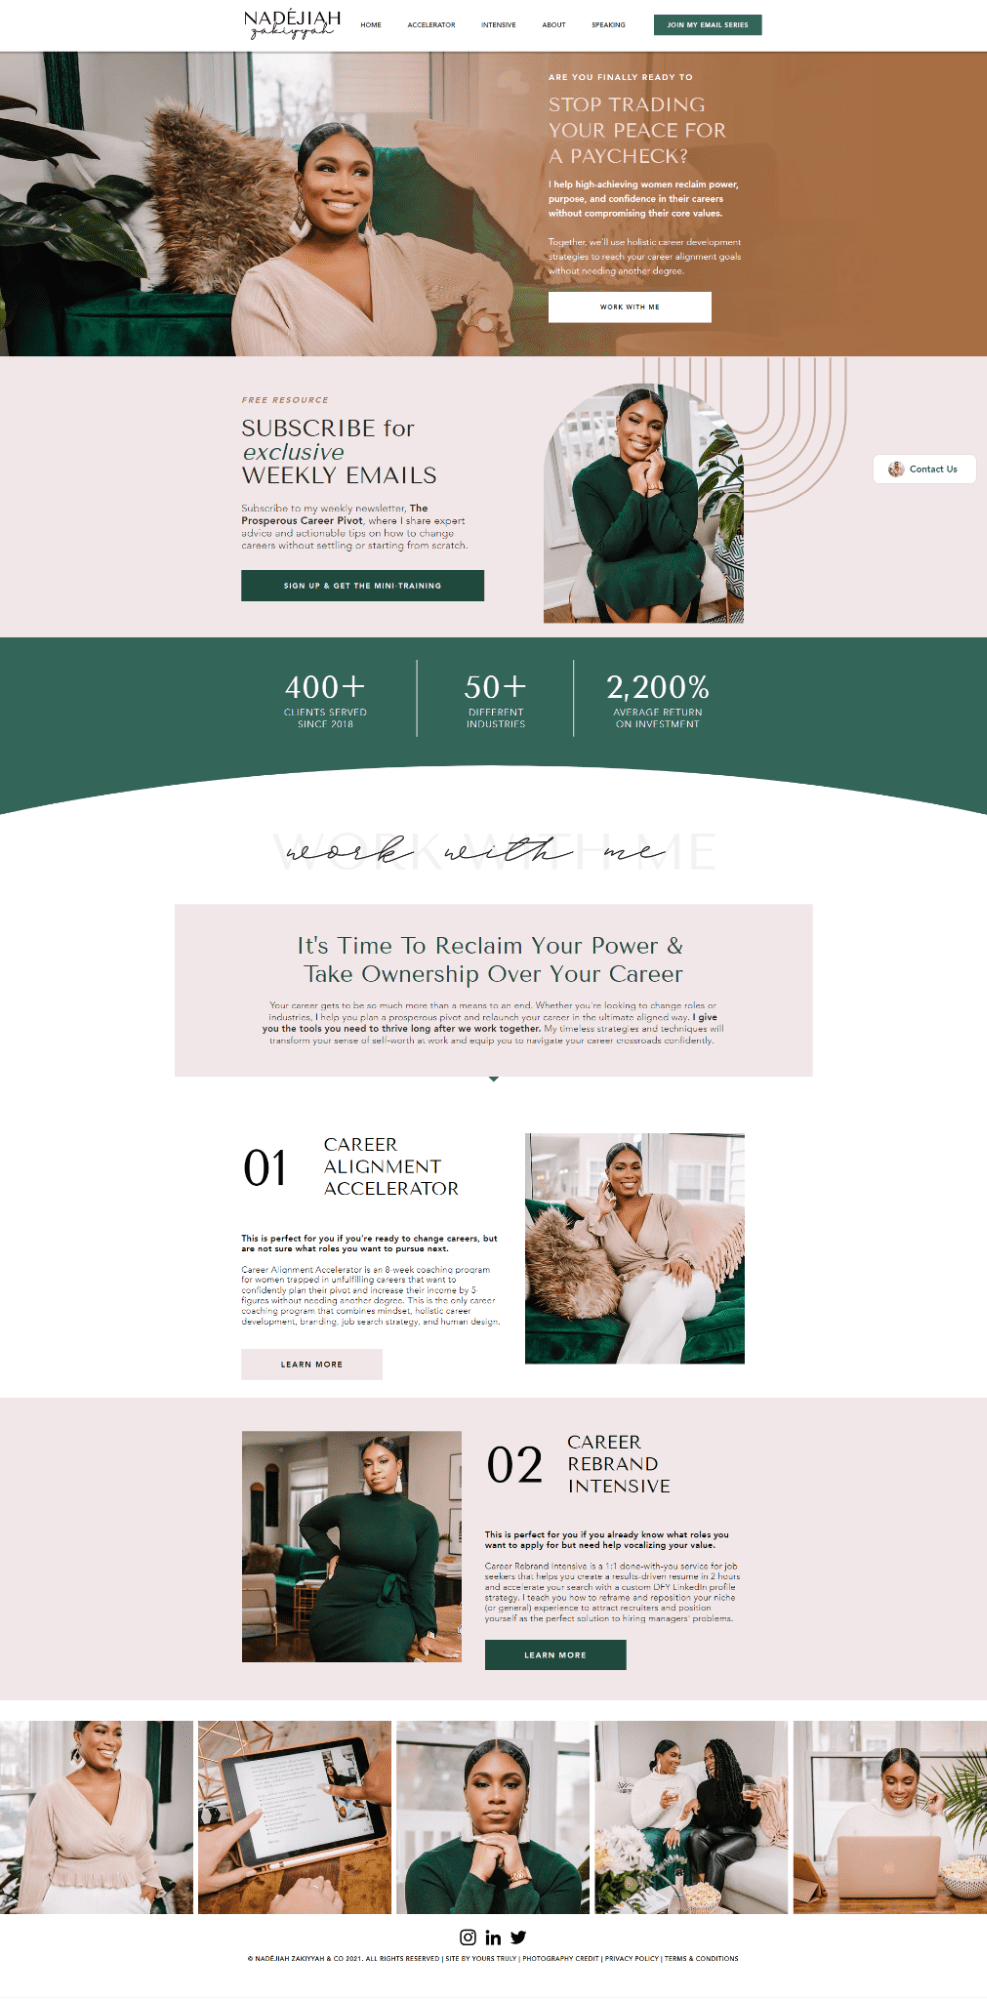 NADÉJIAH
zakiyyah
HOME
ACCELERATOR
INTENSIVE
ABOUT
SPEAKING
JOIN MY EMAIL SERIES
ARE YOU FINALLY READY TO
STOP TRADING
YOUR PEACE FOR
A PAYCHECK?
I help high-achieving women reclaim power,
purpose, and confidence in their careers
without compromising their core values.
Together, we'll use holistic career development
strategies to reach your career alignment goals
without needing another degree.
WORK WITH ME
FREE RESOURCE
SUBSCRIBE for
exclusive
WEEKLY EMAILS
Subscribe to my weekly newsletter, The
Prosperous Career Pivot, where I share expert
advice and actionable tips on how to change
careers without settling or starting from scratch.
SIGN UP & GET THE MINI-TRAINING
Contact Us
400+
CLIENTS SERVED
SINCE 2018
50+
DIFFERENT
INDUSTRIES
2,200%
AVERAGE RETURN
ON INVESTMENT
WORK WITH ME
work with me
It's Time To Reclaim Your Power &
Take Ownership Over Your Career
Your career gets to be so much more than a means to an end. Whether you're looking to change roles or
industries, I help you plan a prosperous pivot and relaunch your career in the ultimate aligned way. I give
you the tools you need to thrive long after we work together. My timeless strategies and techniques will
transform your sense of self-worth at work and equip you to navigate your career crossroads confidently.
01
CAREER
ALIGNMENT
ACCELERATOR
This is perfect for you if you're ready to change careers, but
are not sure what roles you want to pursue next.
Career Alignment Accelerator is an 8-week coaching program
for women trapped in unfulfilling careers that want to
confidently plan their pivot and increase their income by 5-
figures without needing another degree. This is the only career
coaching program that combines mindset, holistic career
development, branding, job search strategy, and human design.
LEARN MORE
02
CAREER
REBRAND
INTENSIVE
This is perfect for you if you already know what roles you
want to apply for but need help vocalizing your value.
Career Rebrand Intensive is a 1:1 done-with-you service for job
seekers that helps you create a results-driven resume in 2 hours
and accelerate your search with a custom DFY LinkedIn profile
strategy. I teach you how to reframe and reposition your niche
(or general) experience to attract recruiters and position
yourself as the perfect solution to hiring managers' problems.
LEARN MORE
© NADÉJIAH ZAKIYYAH & CO 2021. ALL RIGHTS RESERVED | SITE BY YOURS TRULY | PHOTOGRAPHY CREDIT | PRIVACY POLICY | TERMS & CONDITIONS